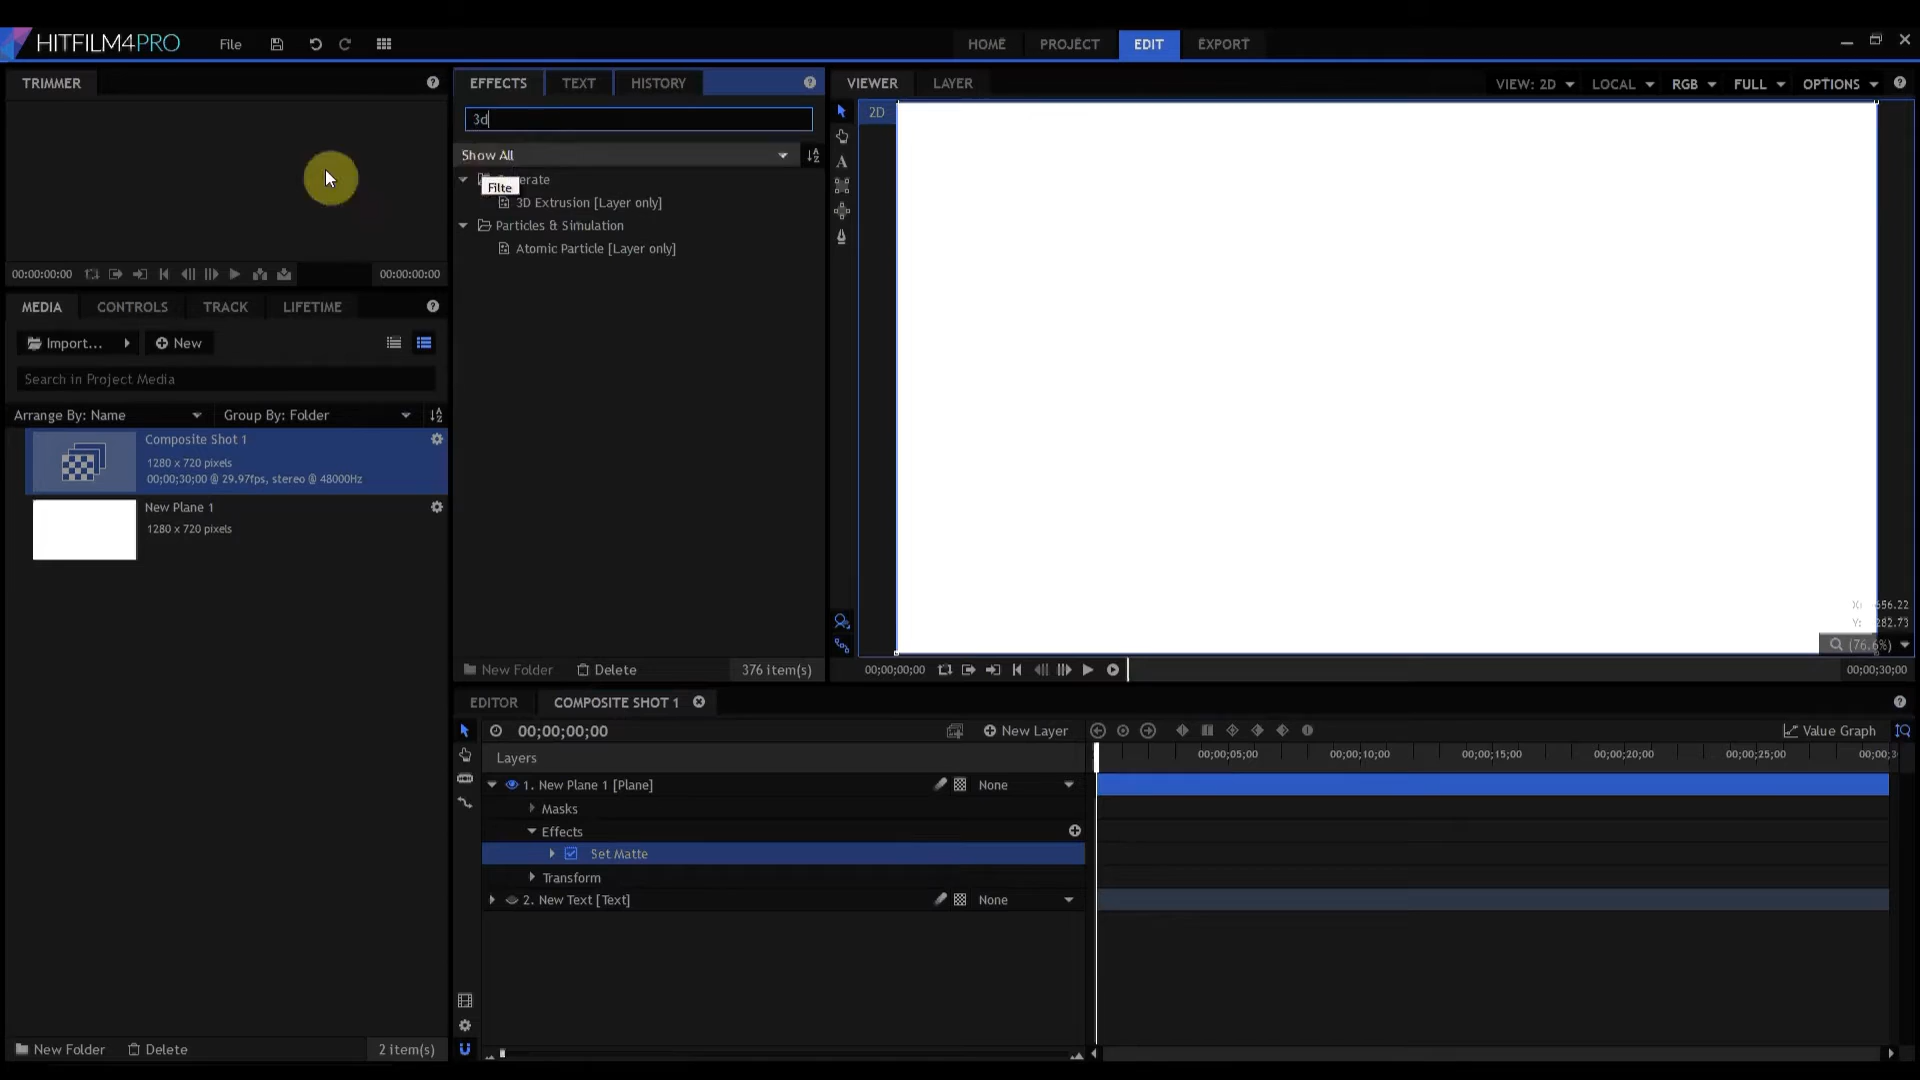 HITFILM4PRO
File
HOME
PROJECT
EDIT
EXPORT
TRIMMER
EFFECTS
TEXT
HISTORY
VIEWER
LAYER
VIEW: 2D
LOCAL
RGB
FULL
OPTIONS
3d
2D
Show All
Filte
3D Extrusion [Layer only]
Particles & Simulation
Atomic Particle [Layer only]
00:00:00:00
00:00:00:00
MEDIA
CONTROLS
TRACK
LIFETIME
Import...
New
Search in Project Media
Arrange By: Name
Group By: Folder
Composite Shot 1
1280 x 720 pixels
00;00;30;00 @ 29.97fps, stereo @ 48000Hz
New Plane 1
1280 x 720 pixels
(76.6%)
New Folder
Delete
376 item(s)
00;00;00;00
00;00;30;00
EDITOR
COMPOSITE SHOT 1
00;00;00;00
New Layer
Value Graph
Layers
00;00;05;00
00;00;10;00
00;00;15;00
00;00;20;00
00;00;25;00
1. New Plane 1 [Plane]
None
Masks
Effects
Set Matte
Transform
2. New Text [Text]
None
New Folder
Delete
2 item(s)